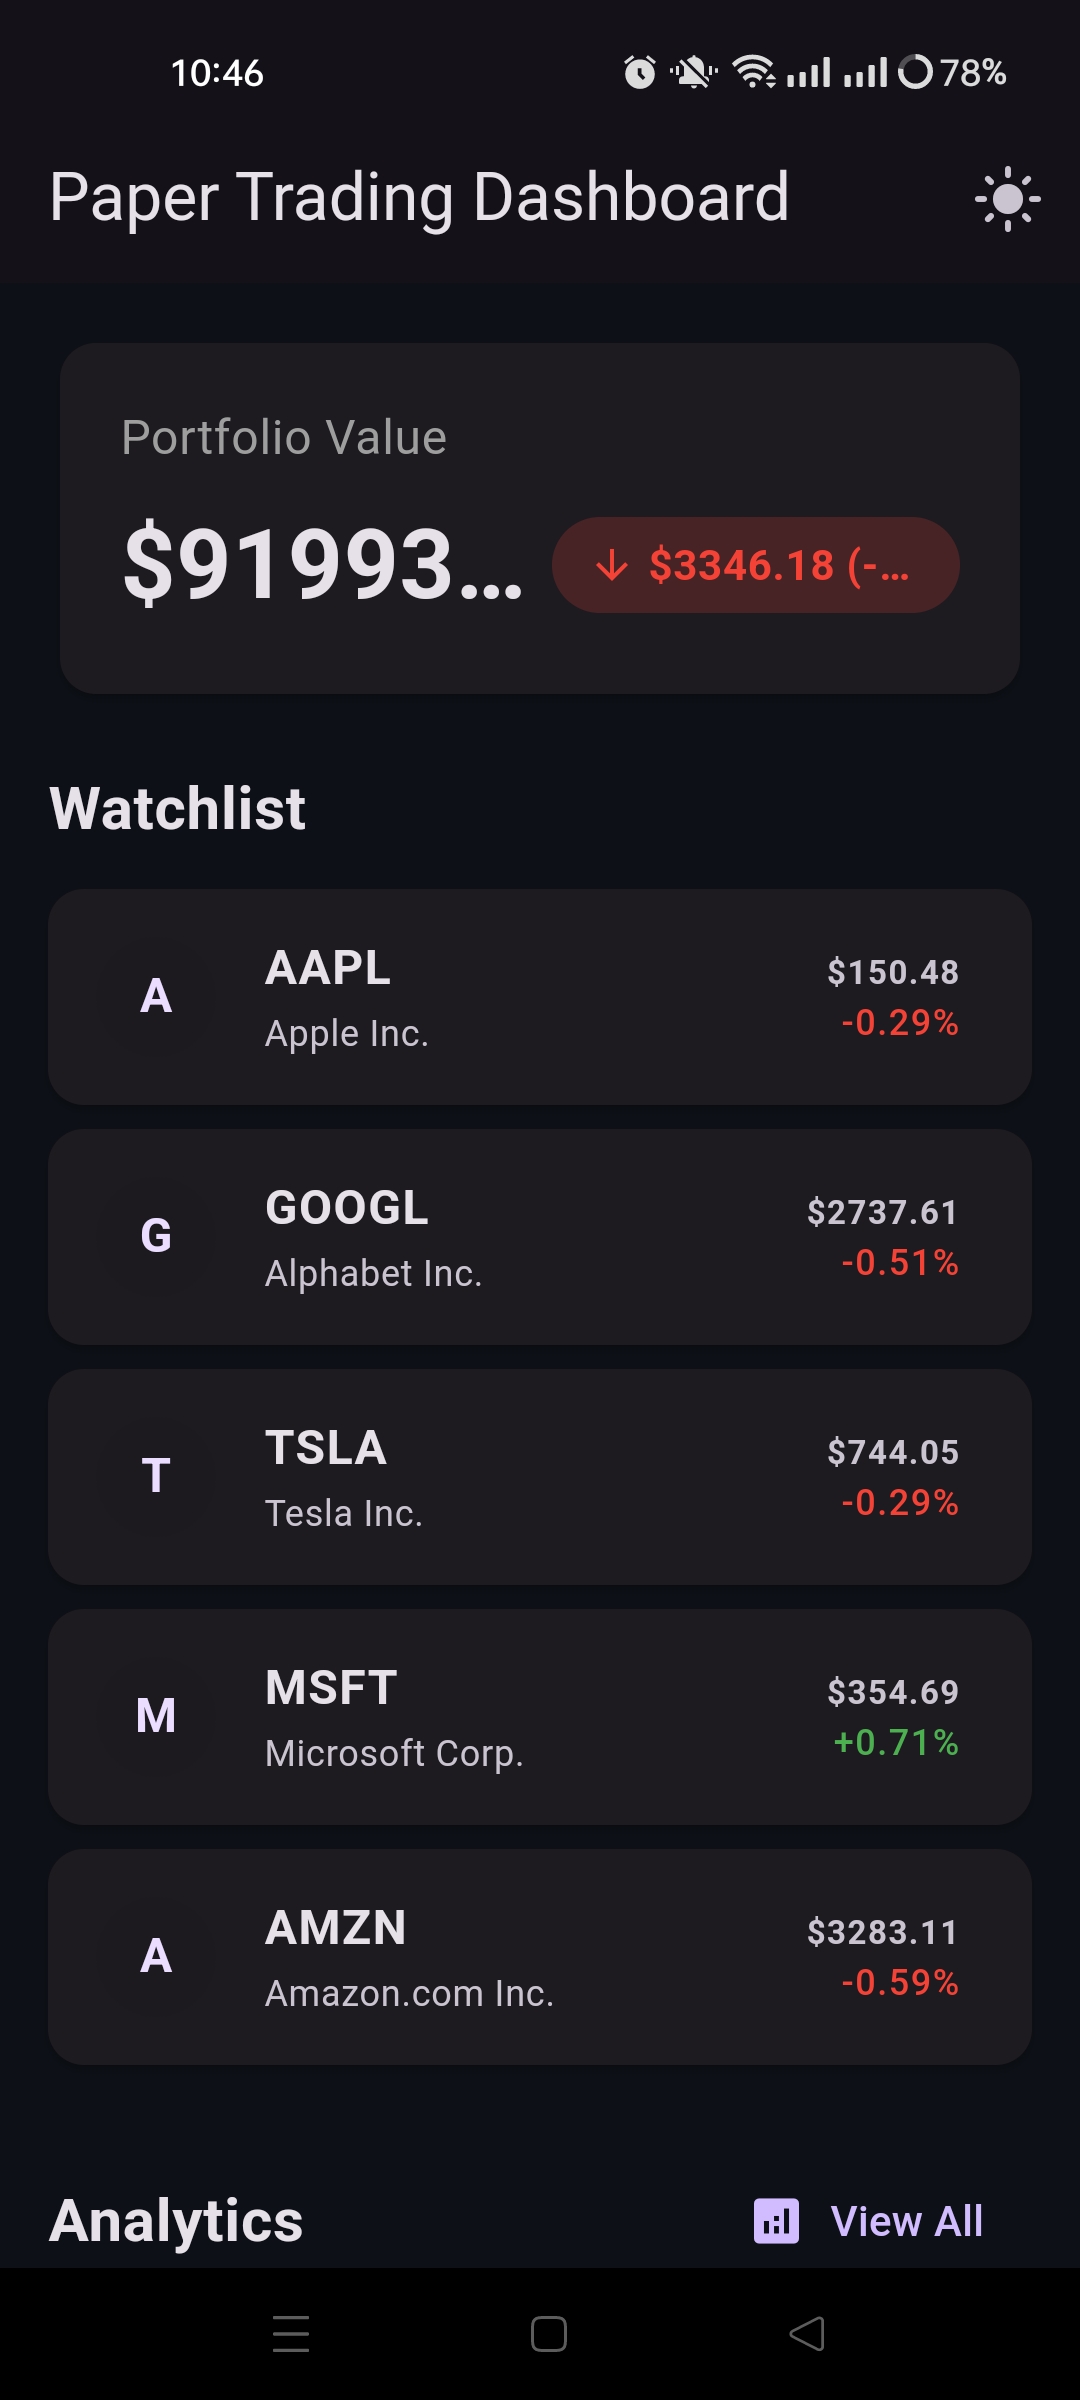 10:46 78%
Paper Trading Dashboard
Portfolio Value
$91993... $3346.18 (-...
Watchlist
A AAPL $150.48
Apple Inc. -0.29%
G GOOGL $2737.61
Alphabet Inc. -0.51%
T TSLA $744.05
Tesla Inc. -0.29%
M MSFT $354.69
Microsoft Corp. +0.71%
A AMZN $3283.11
Amazon.com Inc. -0.59%
Analytics View All